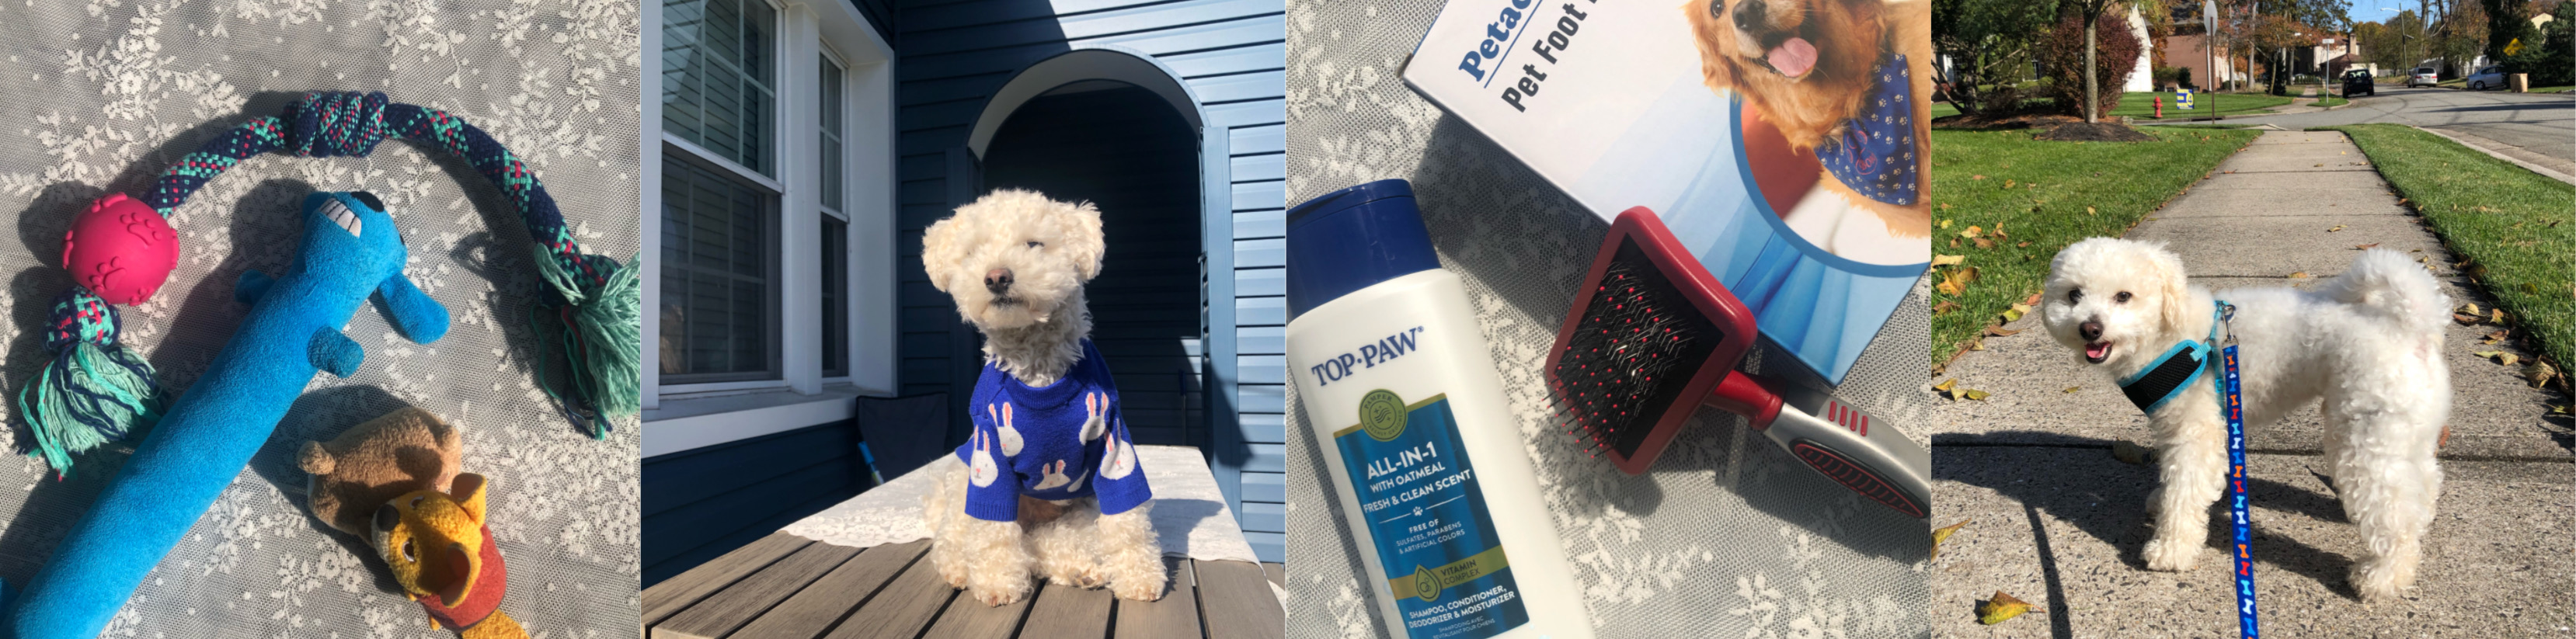 Pet Foot
TOP·PAW®
ALL-IN-1
WITH OATMEAL
FRESH & CLEAN SCENT
FREE OF
SULFATES, PARABENS
& ARTIFICIAL COLORS
VITAMIN
COMPLEX
SHAMPOO, CONDITIONER,
DEODORIZER & MOISTURIZER